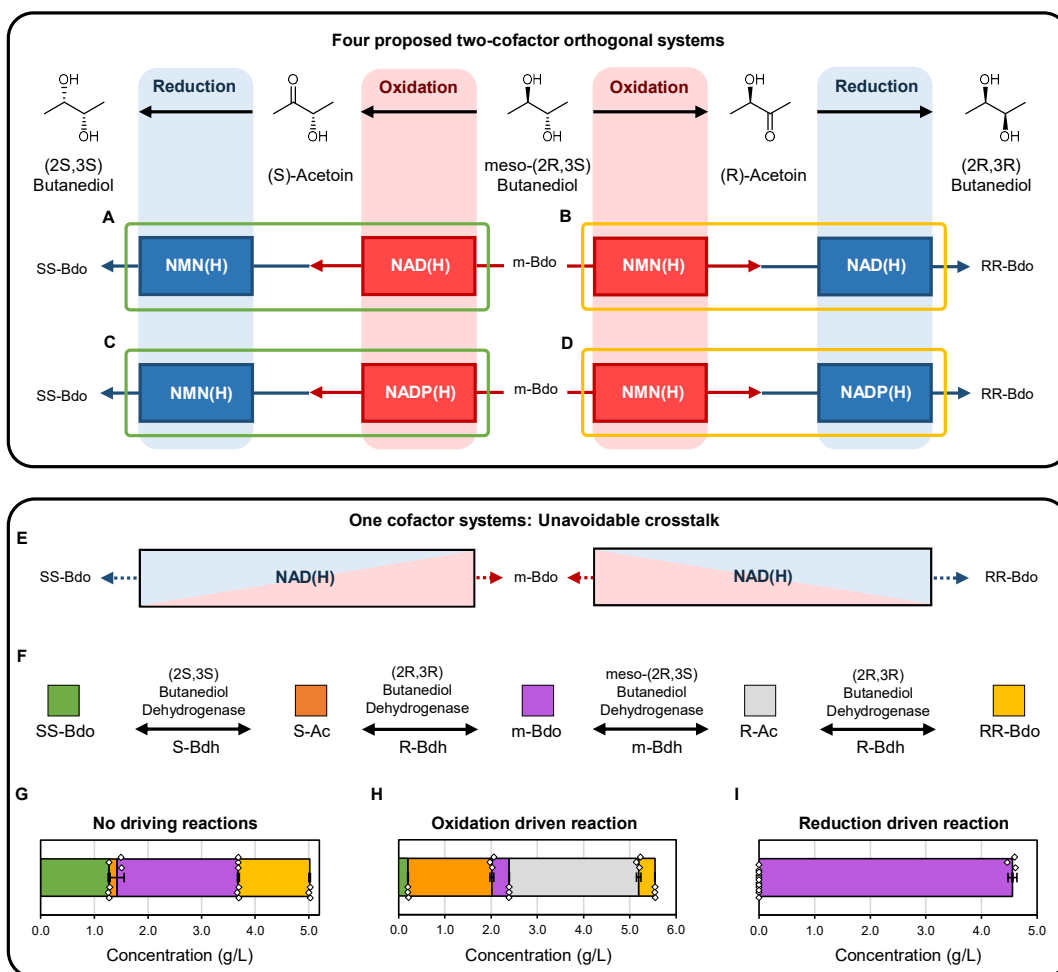 Four proposed two-cofactor orthogonal systems
Reduction
Oxidation
Oxidation
Reduction
OH
OH
O
OH
OH
OH
OH
O
OH
OH
(2S,3S)
Butanediol
(S)-Acetoin
meso-(2R,3S)
Butanediol
(R)-Acetoin
(2R,3R)
Butanediol
A
B
SS-Bdo
NMN(H)
NAD(H)
m-Bdo
NMN(H)
NAD(H)
RR-Bdo
C
D
SS-Bdo
NMN(H)
NADP(H)
m-Bdo
NMN(H)
NADP(H)
RR-Bdo
One cofactor systems: Unavoidable crosstalk
E
SS-Bdo
NAD(H)
m-Bdo
NAD(H)
RR-Bdo
F
SS-Bdo
(2S,3S)
Butanediol
Dehydrogenase
S-Bdh
S-Ac
(2R,3R)
Butanediol
Dehydrogenase
R-Bdh
m-Bdo
meso-(2R,3S)
Butanediol
Dehydrogenase
m-Bdh
R-Ac
(2R,3R)
Butanediol
Dehydrogenase
R-Bdh
RR-Bdo
G
No driving reactions
0.0 1.0 2.0 3.0 4.0 5.0
Concentration (g/L)
H
Oxidation driven reaction
0.0 1.0 2.0 3.0 4.0 5.0 6.0
Concentration (g/L)
I
Reduction driven reaction
0.0 1.0 2.0 3.0 4.0 5.0
Concentration (g/L)